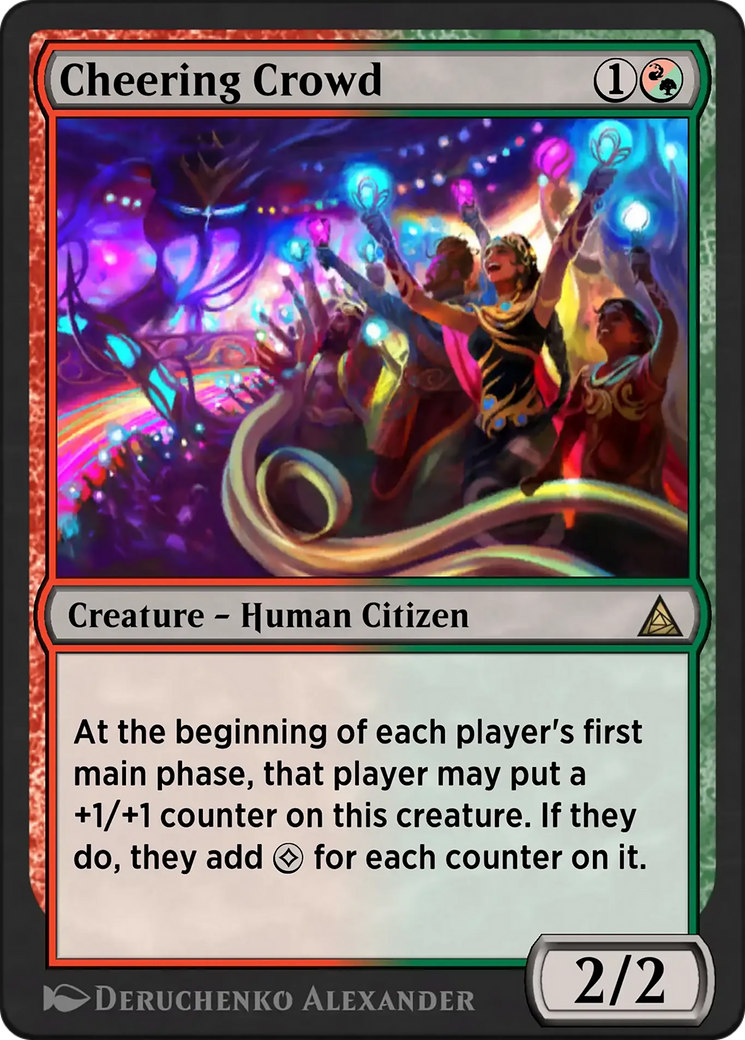 Cheering Crowd 1
Creature – Human Citizen
At the beginning of each player's first
main phase, that player may put a
+1/+1 counter on this creature. If they
do, they add for each counter on it.
2/2
Deruchenko Alexander